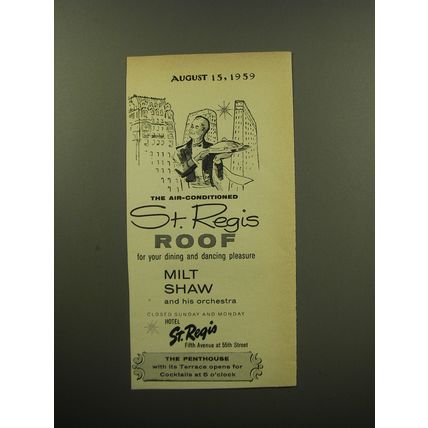 AUGUST 15, 1959
THE AIR-CONDITIONED
St. Regis
ROOF
for your dining and dancing pleasure
MILT
SHAW
and his orchestra
CLOSED SUNDAY AND MONDAY
HOTEL
St. Regis
Fifth Avenue at 55th Street
THE PENTHOUSE
with its Terrace opens for
Cocktails at 5 o'clock